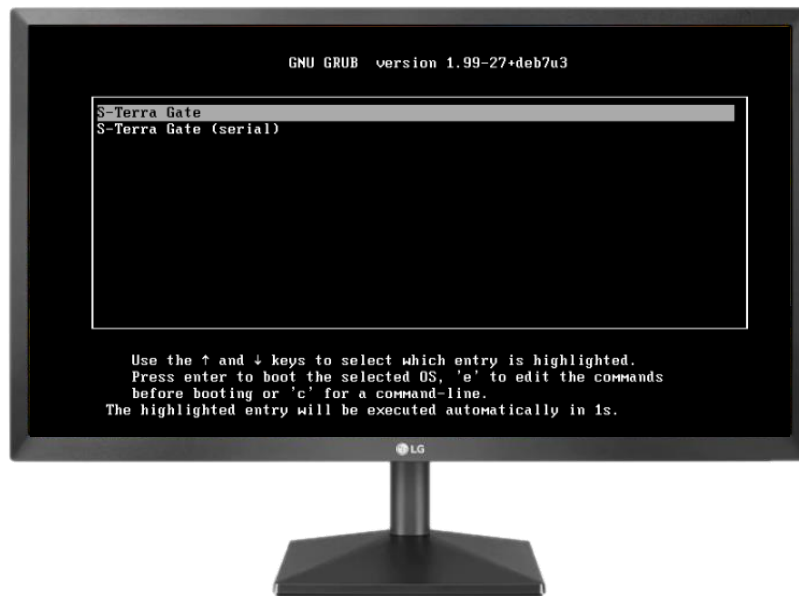 GNU GRUB version 1.99-27+deb7u3
S-Terra Gate
S-Terra Gate (serial)
Use the ↑ and ↓ keys to select which entry is highlighted.
Press enter to boot the selected OS, 'e' to edit the commands
before booting or 'c' for a command-line.
The highlighted entry will be executed automatically in 1s.
LG